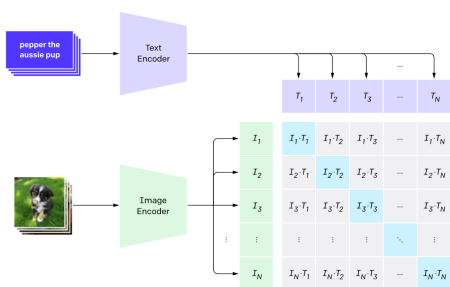 pepper the
aussie pup
Text
Encoder
...
T1 T2 T3 ... TN
I1 I1·T1 I1·T2 I1·T3 ... I1·TN
I2 I2·T1 I2·T2 I2·T3 ... I2·TN
Image
Encoder
I3 I3·T1 I3·T2 I3·T3 ... I3·TN
⋮ ⋮ ⋮ ⋮ ⋱ ⋮
IN IN·T1 IN·T2 IN·T3 ... IN·TN